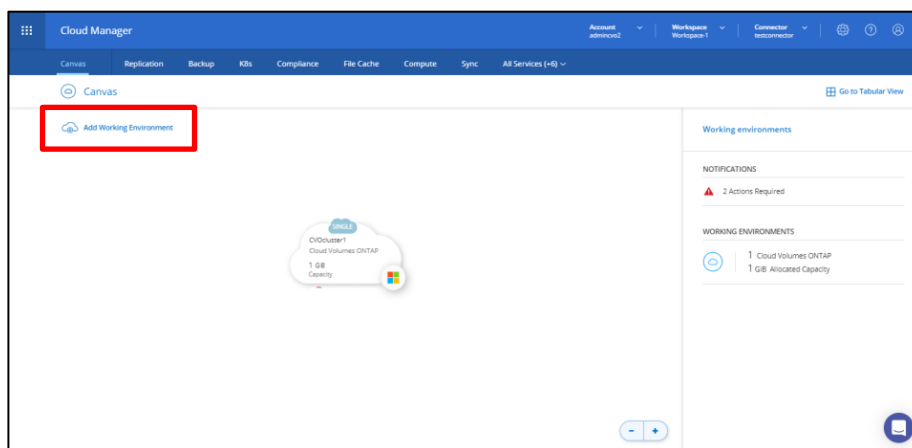 Cloud Manager
Account
admincvo2
Workspace
Workspace-1
Connector
testconnector
Canvas Replication Backup K8s Compliance File Cache Compute Sync All Services (+6)
Canvas
Go to Tabular View
Add Working Environment
Working environments
NOTIFICATIONS
2 Actions Required
SINGLE
CVOcluster1
Cloud Volumes ONTAP
1 GB
Capacity
WORKING ENVIRONMENTS
1 Cloud Volumes ONTAP
1 GiB Allocated Capacity